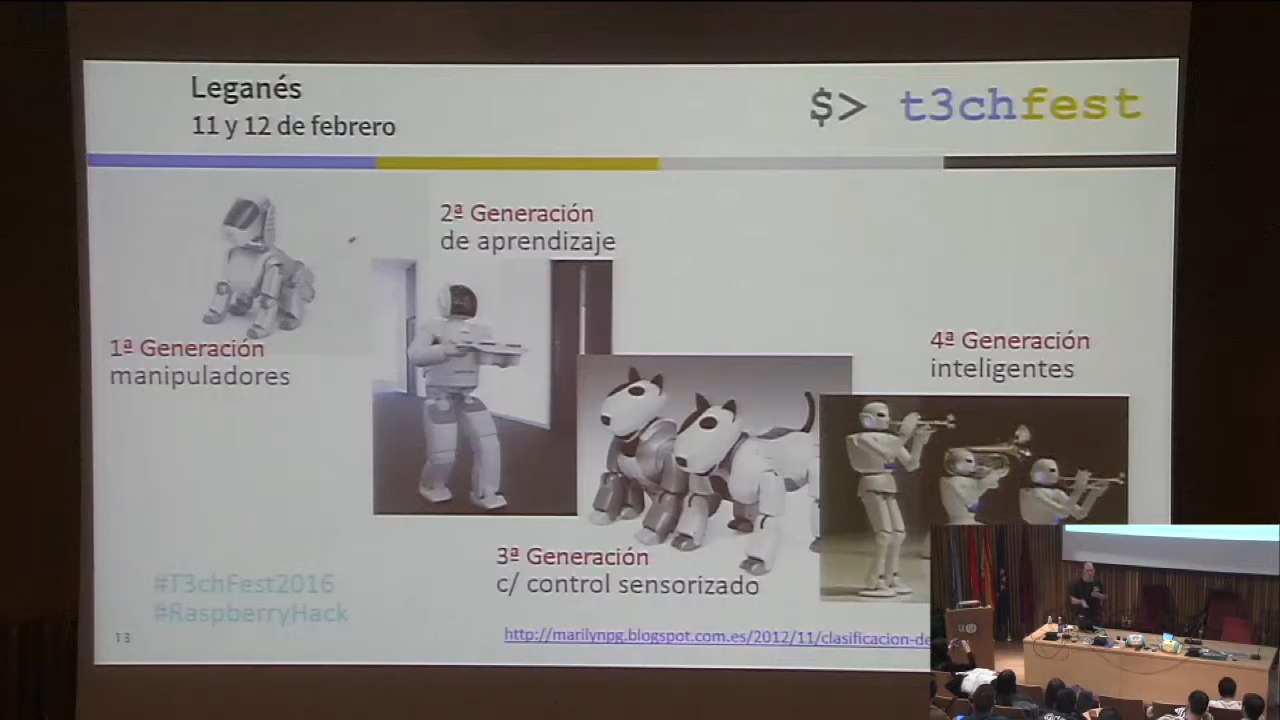 Leganés
11 y 12 de febrero
$> t3chfest
2ª Generación
de aprendizaje
1ª Generación
manipuladores
4ª Generación
inteligentes
3ª Generación
c/ control sensorizado
#T3chFest2016
#RaspberryHack
13
http://marilynpg.blogspot.com.es/2012/11/clasificacion-de